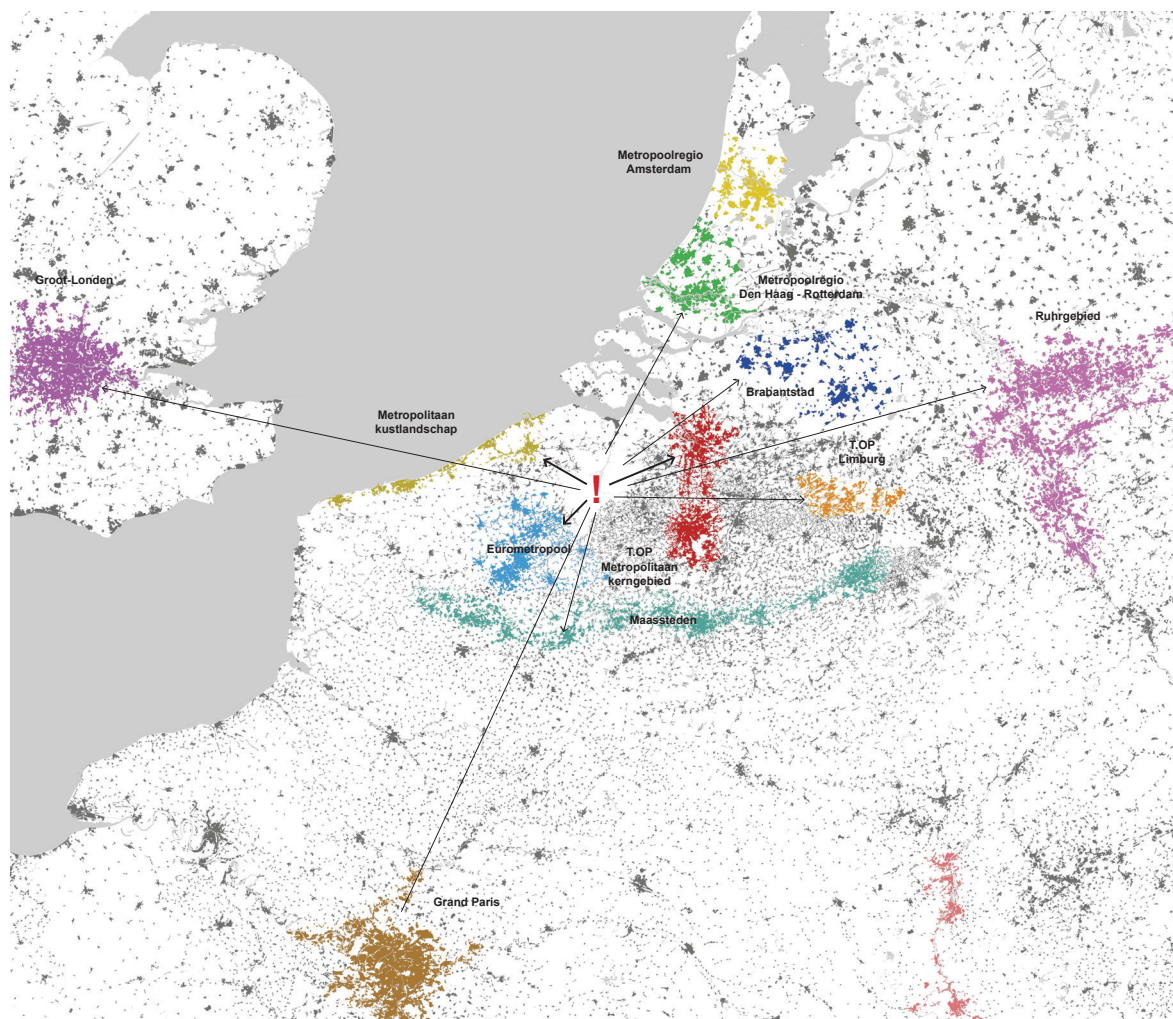 Metropoolregio
Amsterdam
Groot-Londen
Metropoolregio
Den Haag - Rotterdam
Ruhrgebied
Brabantstad
Metropolitaan
kustlandschap
T.OP
Limburg
!
Eurometropool
T.OP
Metropolitaan
kerngebied
Maassteden
Grand Paris